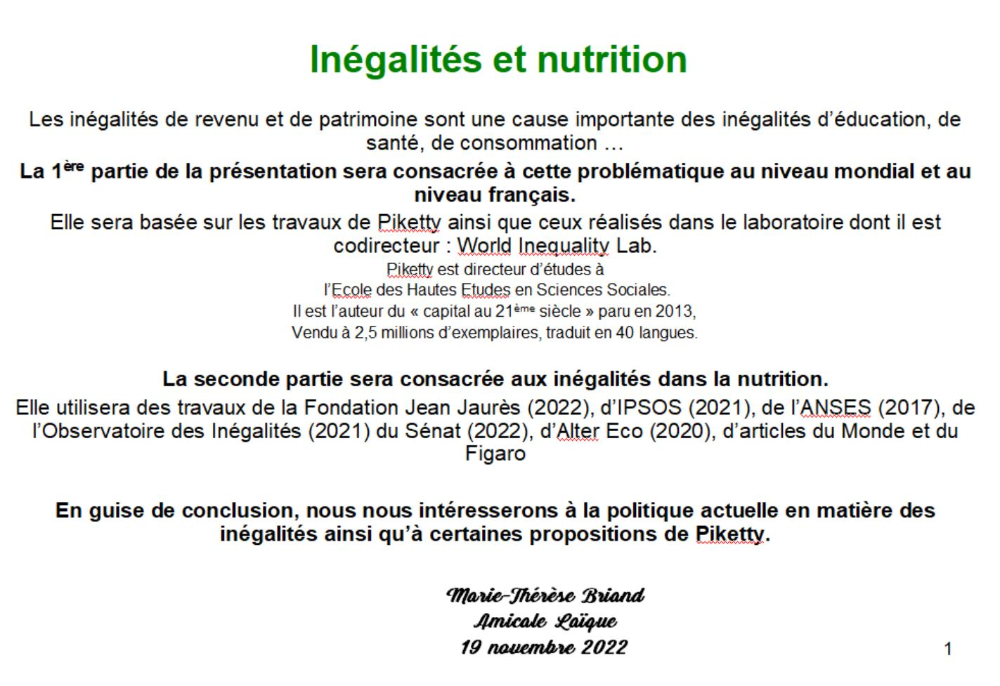 Inégalités et nutrition
Les inégalités de revenu et de patrimoine sont une cause importante des inégalités d’éducation, de
santé, de consommation …
La 1ère partie de la présentation sera consacrée à cette problématique au niveau mondial et au
niveau français.
Elle sera basée sur les travaux de Piketty ainsi que ceux réalisés dans le laboratoire dont il est
codirecteur : World Inequality Lab.
Piketty est directeur d’études à
l’Ecole des Hautes Etudes en Sciences Sociales.
Il est l’auteur du « capital au 21ème siècle » paru en 2013,
Vendu à 2,5 millions d’exemplaires, traduit en 40 langues.
La seconde partie sera consacrée aux inégalités dans la nutrition.
Elle utilisera des travaux de la Fondation Jean Jaurès (2022), d’IPSOS (2021), de l’ANSES (2017), de
l’Observatoire des Inégalités (2021) du Sénat (2022), d’Alter Eco (2020), d’articles du Monde et du
Figaro
En guise de conclusion, nous nous intéresserons à la politique actuelle en matière des
inégalités ainsi qu’à certaines propositions de Piketty.
Marie-Thérèse Briand
Amicale Laïque
19 novembre 2022
1